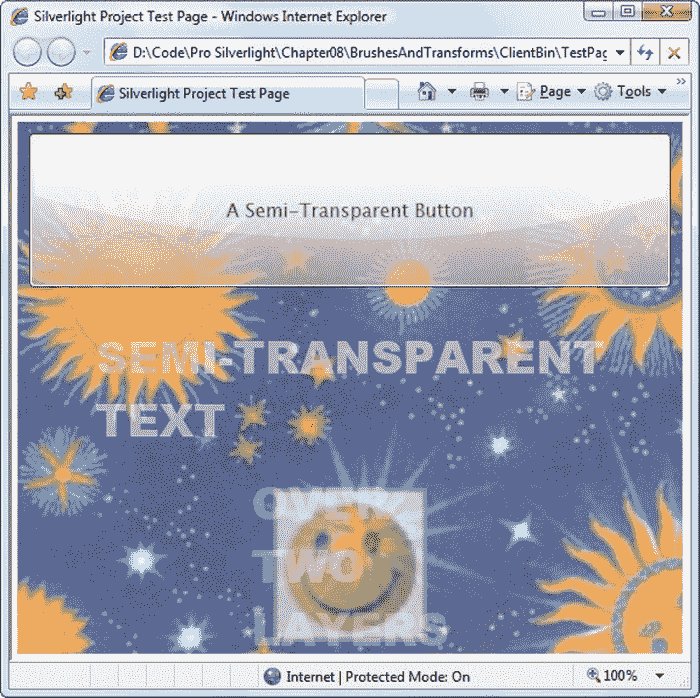 Silverlight Project Test Page - Windows Internet Explorer
D:\Code\Pro Silverlight\Chapter08\BrushesAndTransforms\ClientBin\TestPag
Silverlight Project Test Page
Page
Tools
»
A Semi-Transparent Button
SEMI-TRANSPARENT
TEXT
OVER
TWO
LAYERS
Internet | Protected Mode: On
100%